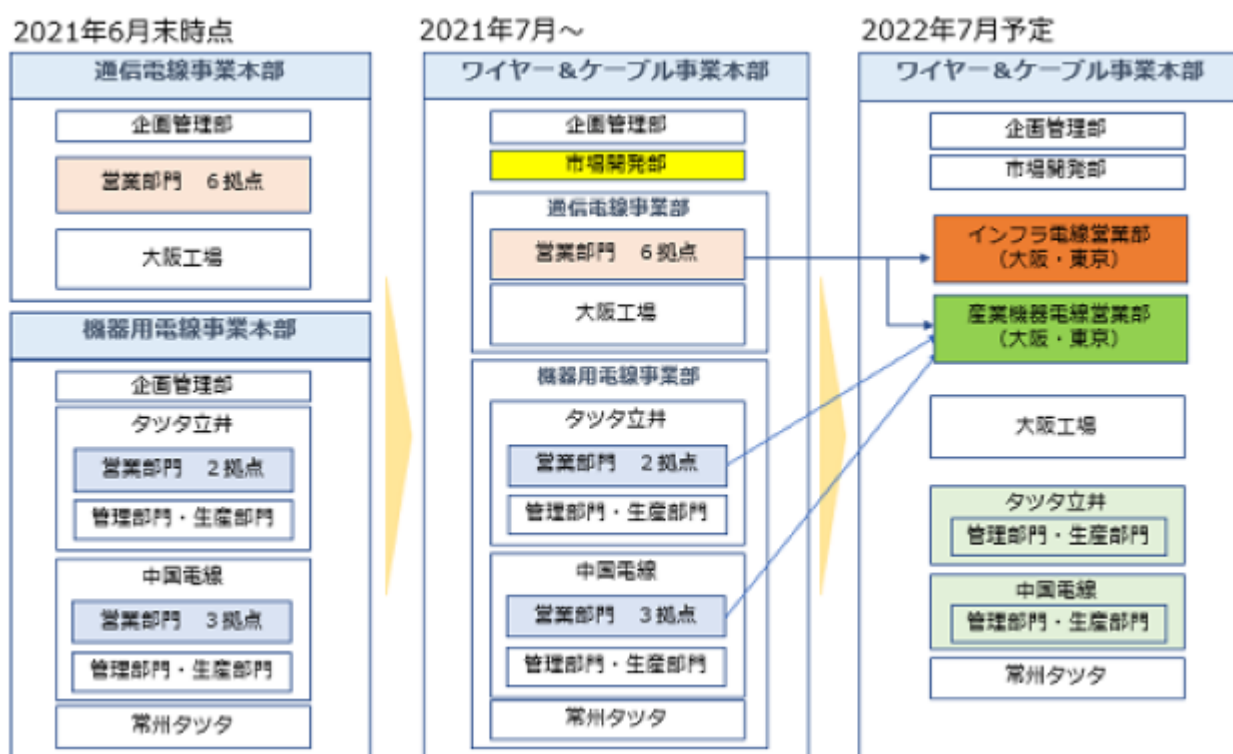 2021年6月末時点
通信電線事業本部
企画管理部
営業部門 6拠点
大阪工場
機器用電線事業本部
企画管理部
タツタ立井
営業部門 2拠点
管理部門・生産部門
中国電線
営業部門 3拠点
管理部門・生産部門
常州タツタ
2021年7月～
ワイヤー＆ケーブル事業本部
企画管理部
市場開発部
通信電線事業部
営業部門 6拠点
大阪工場
機器用電線事業部
タツタ立井
営業部門 2拠点
管理部門・生産部門
中国電線
営業部門 3拠点
管理部門・生産部門
常州タツタ
2022年7月予定
ワイヤー＆ケーブル事業本部
企画管理部
市場開発部
インフラ電線営業部
（大阪・東京）
産業機器電線営業部
（大阪・東京）
大阪工場
タツタ立井
管理部門・生産部門
中国電線
管理部門・生産部門
常州タツタ